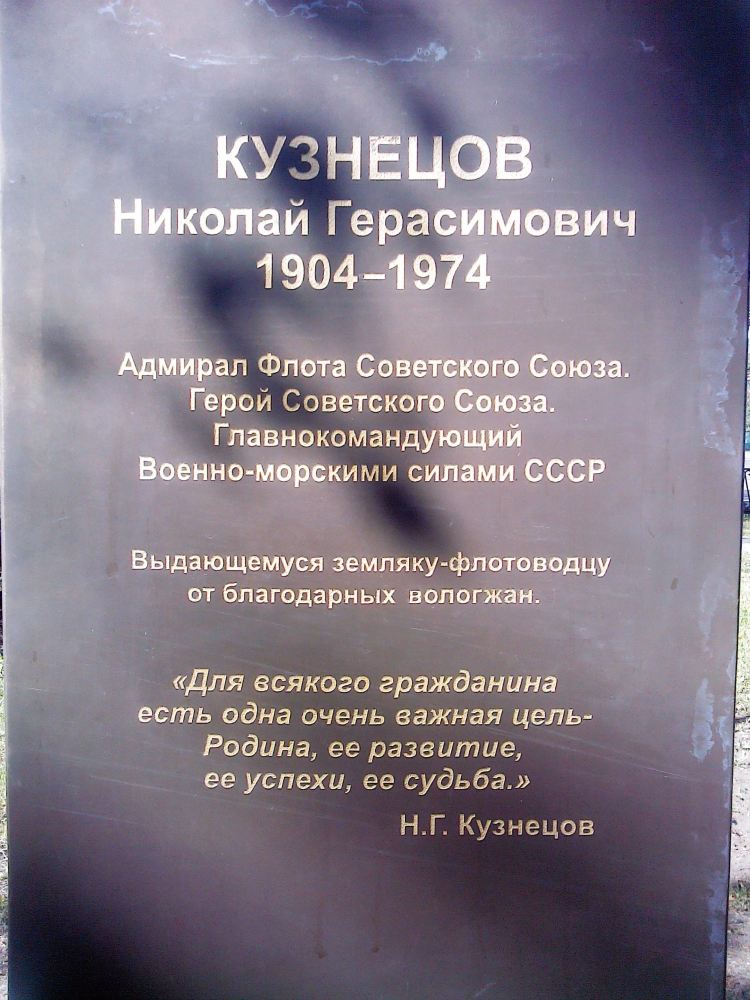 КУЗНЕЦОВ
Николай Герасимович
1904–1974
Адмирал Флота Советского Союза.
Герой Советского Союза.
Главнокомандующий
Военно-морскими силами СССР
Выдающемуся земляку-флотоводцу
от благодарных вологжан.
«Для всякого гражданина
есть одна очень важная цель-
Родина, ее развитие,
ее успехи, ее судьба.»
Н.Г. Кузнецов